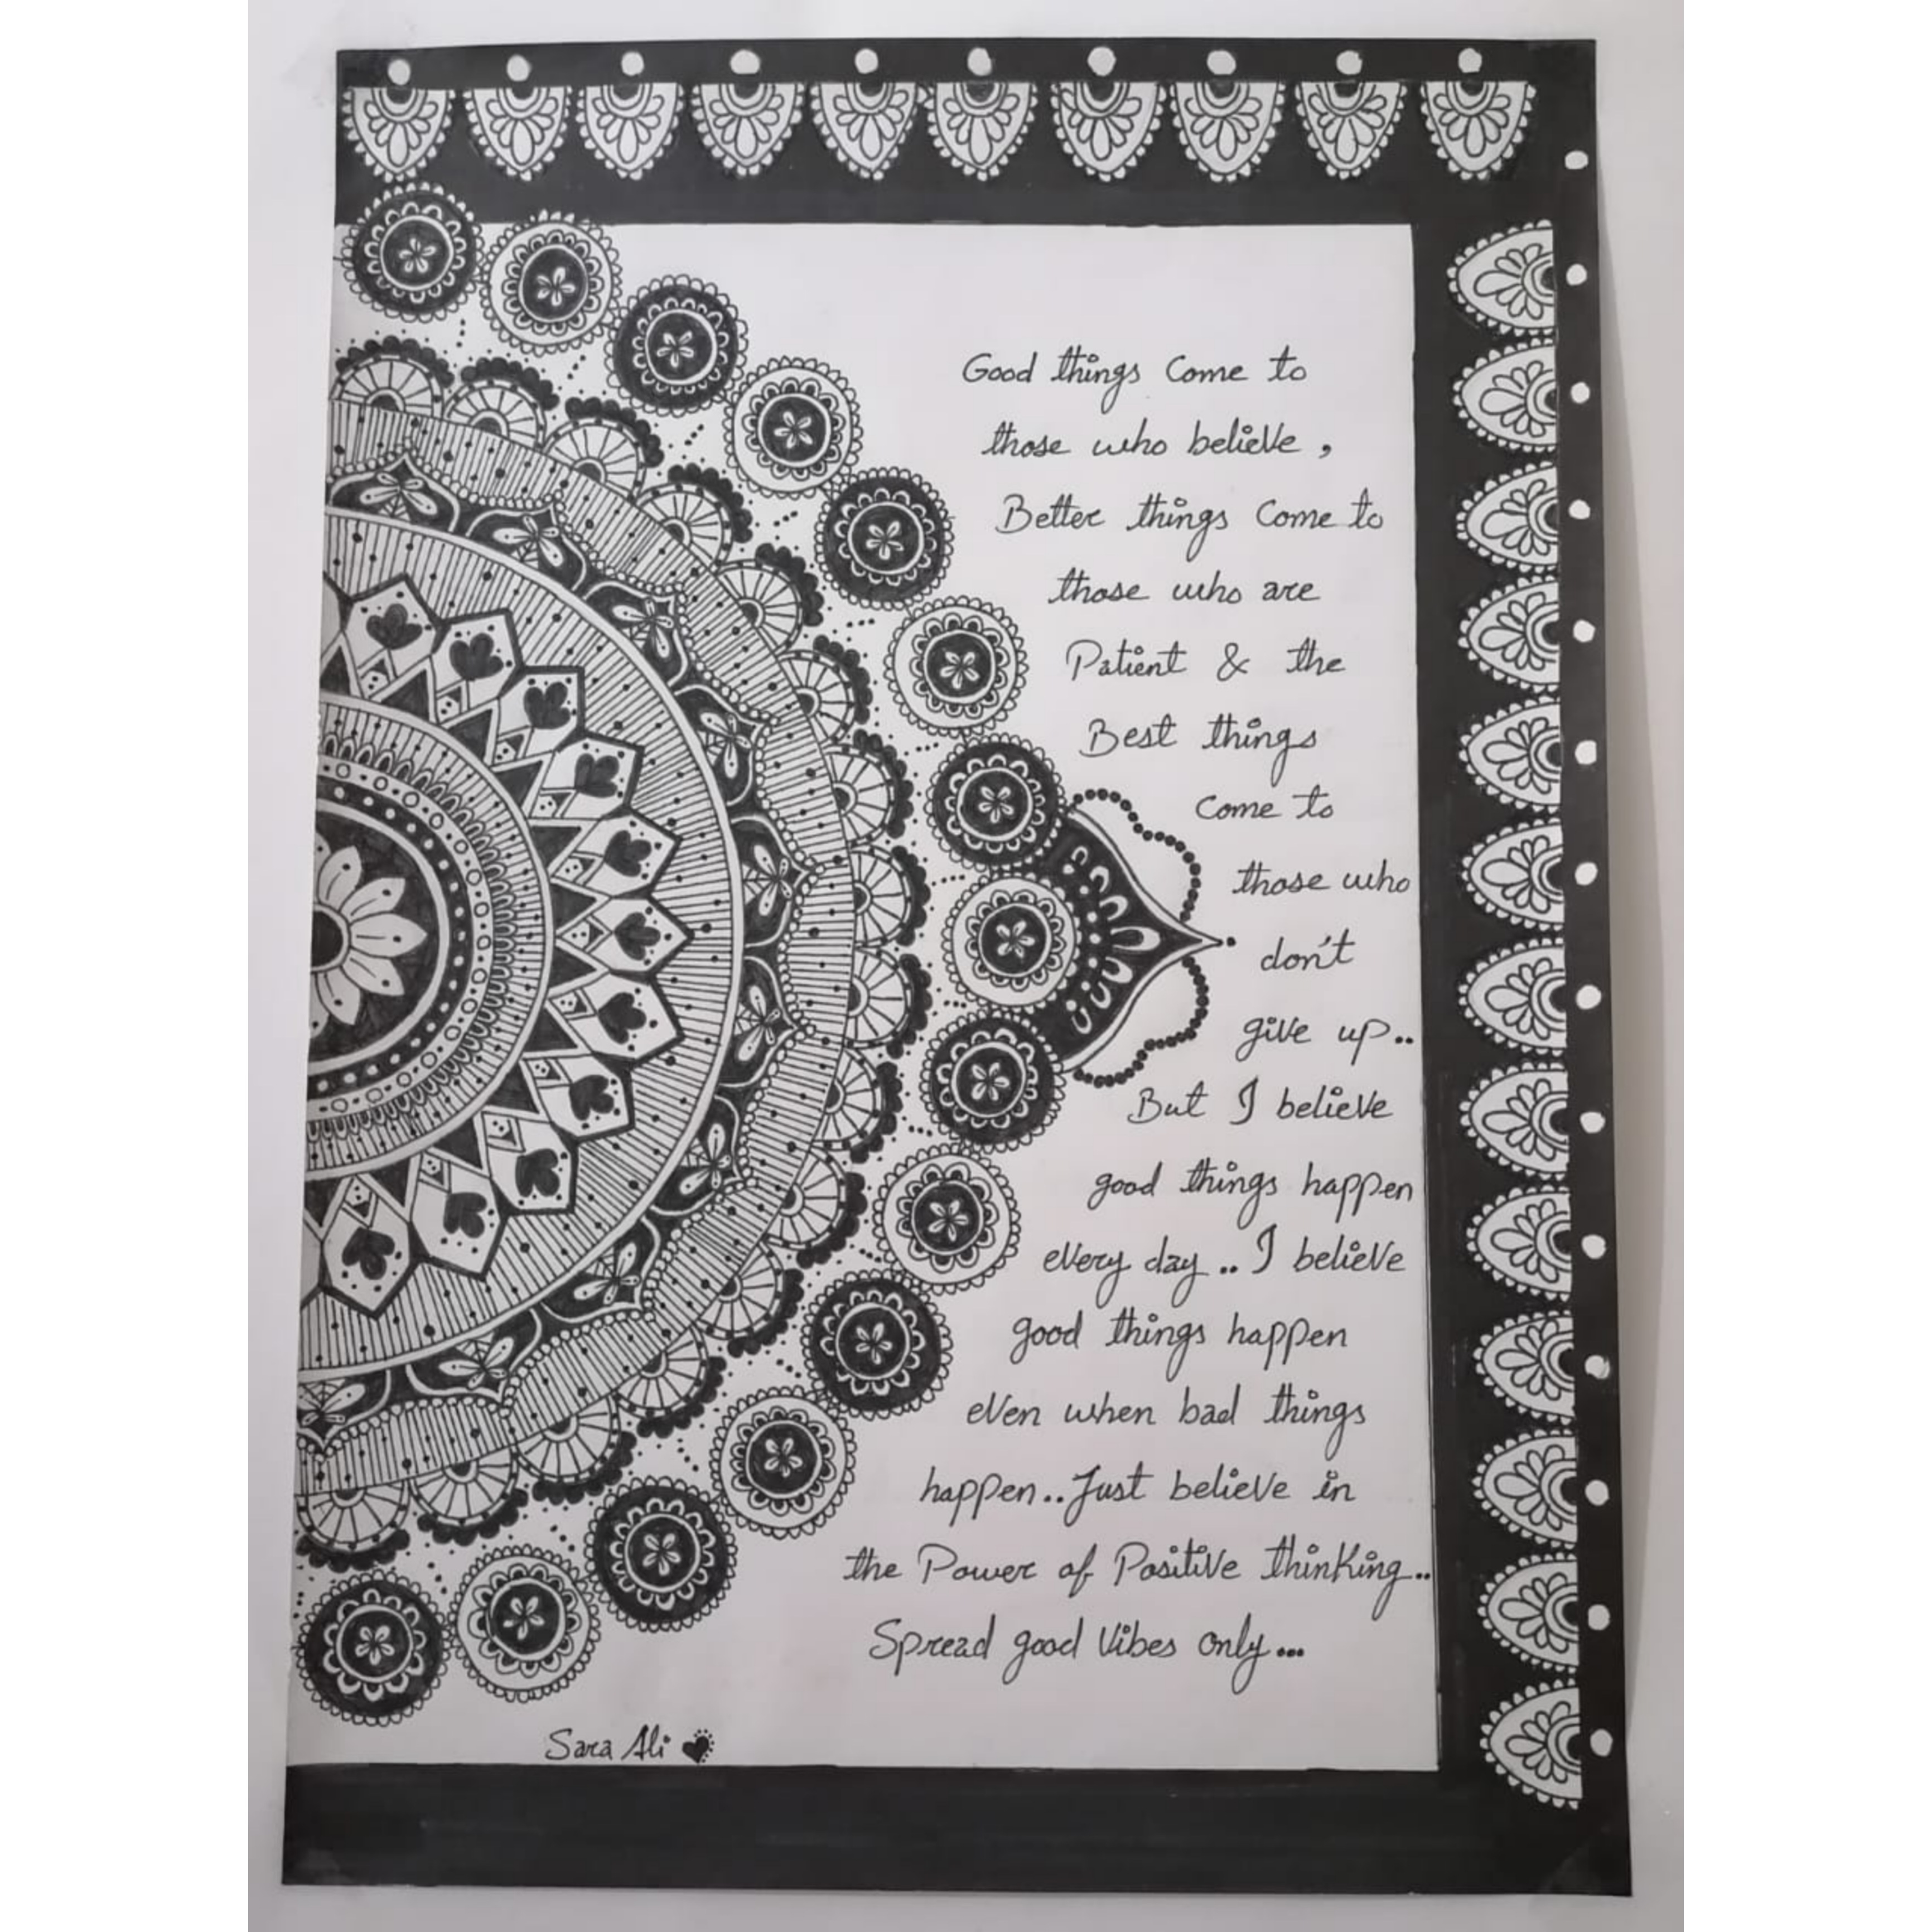 Good things Come to
those who believe,
Better things Come to
those who are
Patient & the
Best things
Come to
those who
don't
give up..
But I believe
good things happen
every day.. I believe
good things happen
even when bad things
happen.. Just believe in
the Power of Positive thinking..
Spread good Vibes only...
Sara Ali